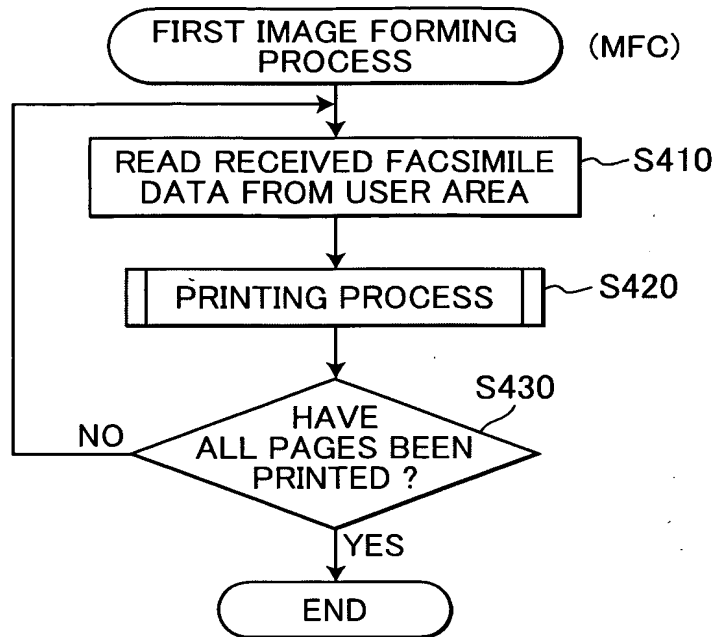 FIRST IMAGE FORMING
PROCESS
(MFC)
READ RECEIVED FACSIMILE
DATA FROM USER AREA
S410
PRINTING PROCESS
S420
S430
HAVE
ALL PAGES BEEN
PRINTED ?
NO
YES
END